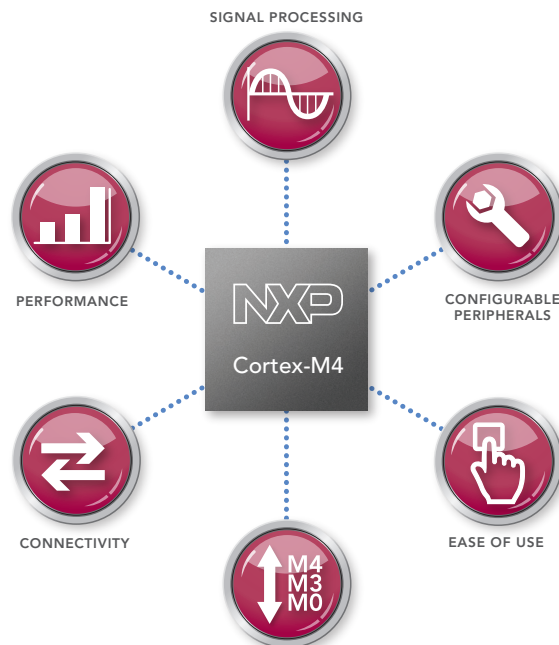 SIGNAL PROCESSING
PERFORMANCE
CONFIGURABLE
PERIPHERALS
NXP
Cortex-M4
CONNECTIVITY
EASE OF USE
M4
M3
M0